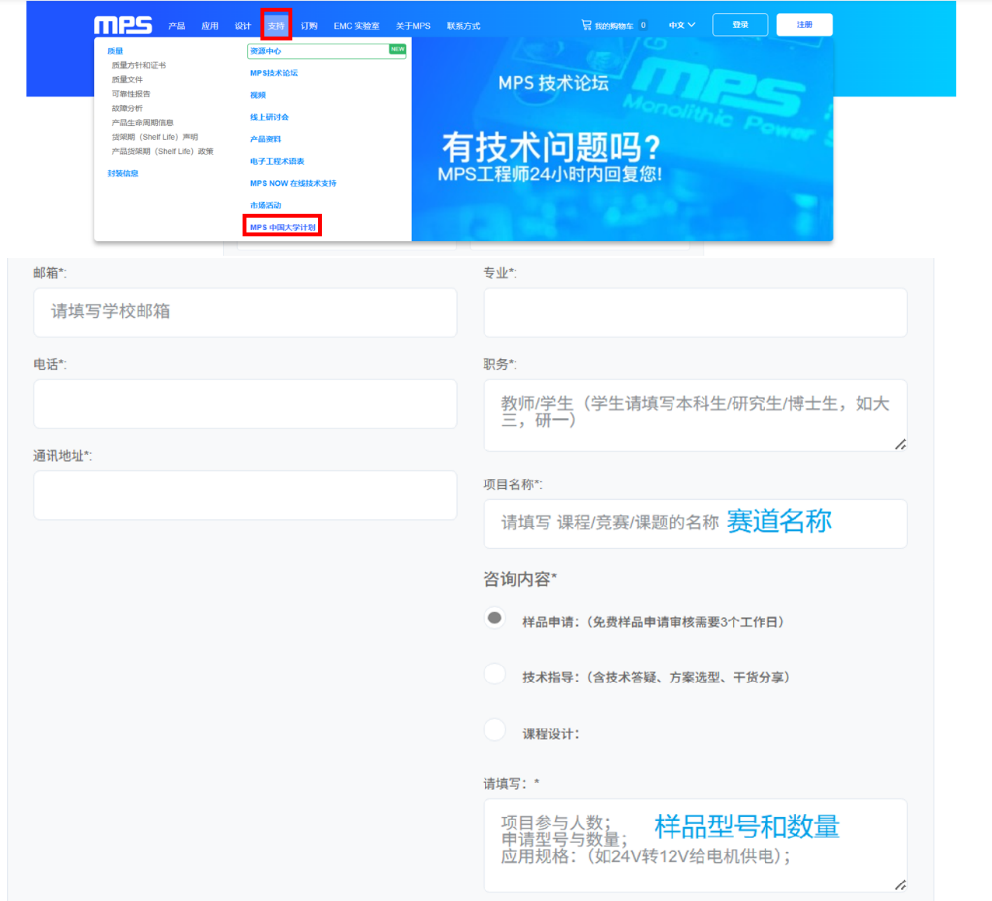 MPS 产品 应用 设计 支持 订购 EMC 实验室 关于MPS 联系方式 我的购物车 0 中文 登录 注册
质量
质量方针和证书
质量文件
可靠性报告
故障分析
产品生命周期信息
货架期（Shelf Life）声明
产品货架期（Shelf Life）政策
封装信息
资源中心 NEW
MPS技术论坛
视频
线上研讨会
产品资料
电子工程术语表
MPS NOW 在线技术支持
市场活动
MPS 中国大学计划
MPS 技术论坛
有技术问题吗?
MPS工程师24小时内回复您!
MPS
Monolithic Power
邮箱*:
请填写学校邮箱
电话*:
通讯地址*:
专业*:
职务*:
教师/学生（学生请填写本科生/研究生/博士生，如大
三，研一）
项目名称*:
请填写 课程/竞赛/课题的名称 赛道名称
咨询内容*
样品申请：（免费样品申请审核需要3个工作日）
技术指导：（含技术答疑、方案选型、干货分享）
课程设计：
请填写：*
项目参与人数；
申请型号与数量；
应用规格：（如24V转12V给电机供电）；
样品型号和数量